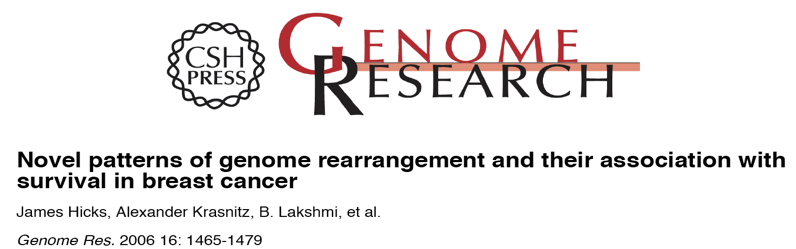 CSH
PRESS
GENOME
RESEARCH
Novel patterns of genome rearrangement and their association with
survival in breast cancer
James Hicks, Alexander Krasnitz, B. Lakshmi, et al.
Genome Res. 2006 16: 1465-1479